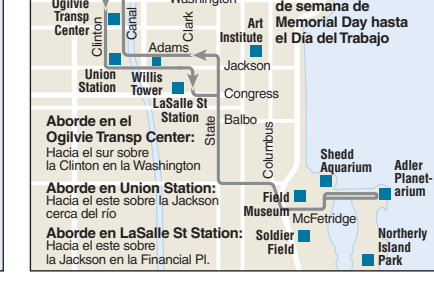 Washington
de semana de
Memorial Day hasta
el Día del Trabajo
Ogilvie
Transp
Center
Clinton
Canal
Clark
Art
Institute
Adams
Jackson
Union
Station
Willis
Tower
LaSalle St
Station
Congress
State
Balbo
Columbus
Aborde en el
Ogilvie Transp Center:
Hacia el sur sobre
la Clinton en la Washington
Aborde en Union Station:
Hacia el este sobre la Jackson
cerca del río
Aborde en LaSalle St Station:
Hacia el este sobre
la Jackson en la Financial Pl.
Shedd
Aquarium
Adler
Planet-
arium
Field
Museum
McFetridge
Soldier
Field
Northerly
Island
Park